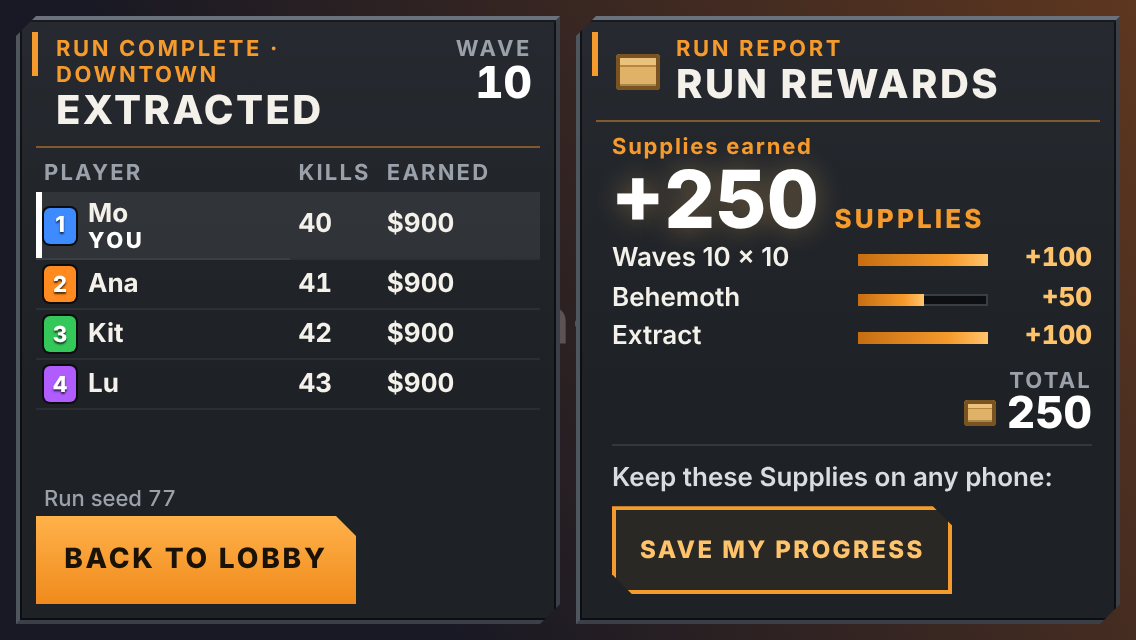 RUN COMPLETE ·
DOWNTOWN
EXTRACTED
WAVE
10
PLAYER KILLS EARNED
1 Mo 40 $900
YOU
2 Ana 41 $900
3 Kit 42 $900
4 Lu 43 $900
Run seed 77
BACK TO LOBBY
RUN REPORT
RUN REWARDS
Supplies earned
+250 SUPPLIES
Waves 10 × 10 +100
Behemoth +50
Extract +100
TOTAL
250
Keep these Supplies on any phone:
SAVE MY PROGRESS